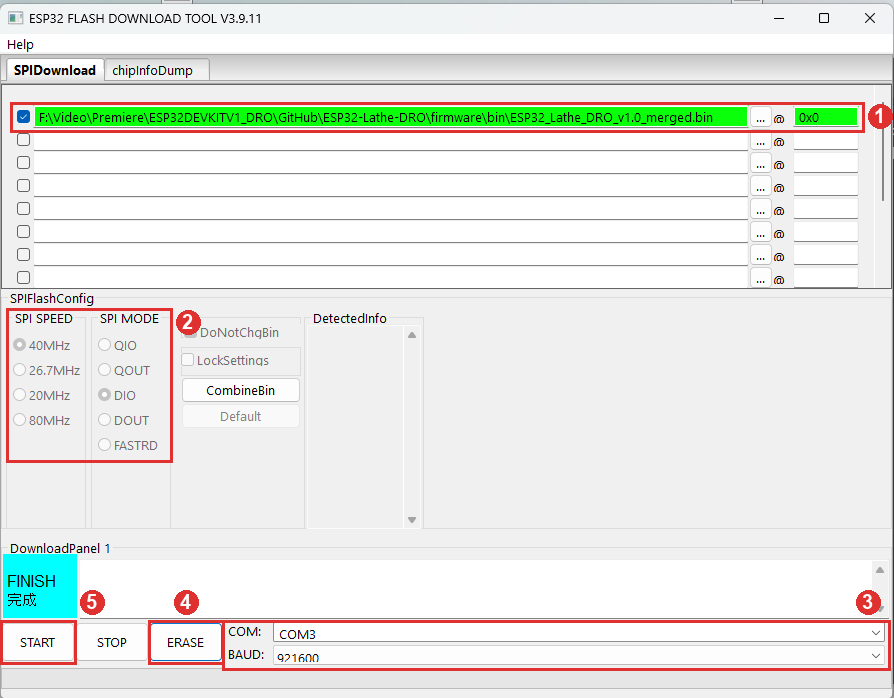 ESP32 FLASH DOWNLOAD TOOL V3.9.11
Help
SPIDownload chipInfoDump
F:\Video\Premiere\ESP32DEVKITV1_DRO\GitHub\ESP32-Lathe-DRO\firmware\bin\ESP32_Lathe_DRO_v1.0_merged.bin ... @ 0x0 1
... @
... @
... @
... @
... @
... @
... @
SPIFlashConfig
SPI SPEED SPI MODE 2 DetectedInfo
DoNotChgBin
40MHz QIO
LockSettings
26.7MHz QOUT
CombineBin
20MHz DIO
Default
80MHz DOUT
FASTRD
DownloadPanel 1
FINISH
完成
5 4 3
START STOP ERASE
COM: COM3
BAUD: 921600